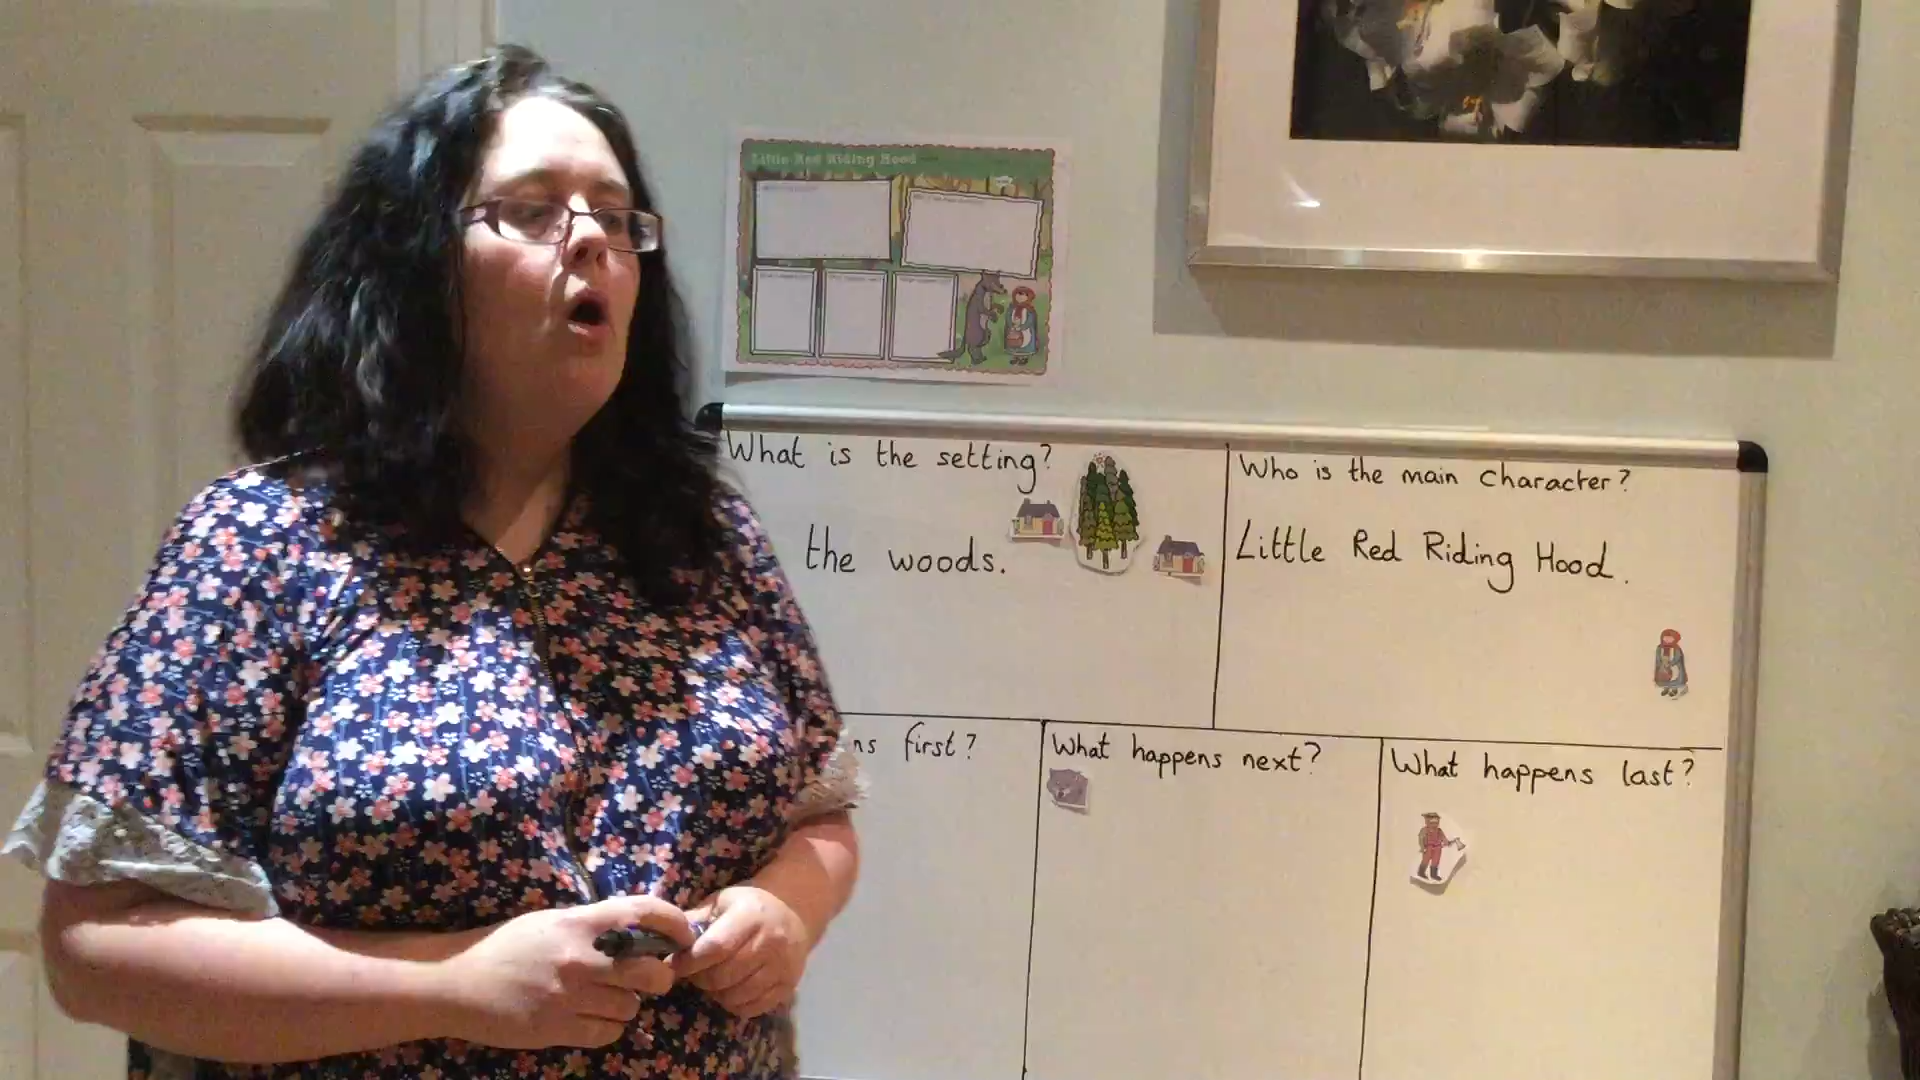 Little Red Riding Hood
What is the setting?
the woods.
Who is the main character?
Little Red Riding Hood.
ns first?
What happens next?
What happens last?